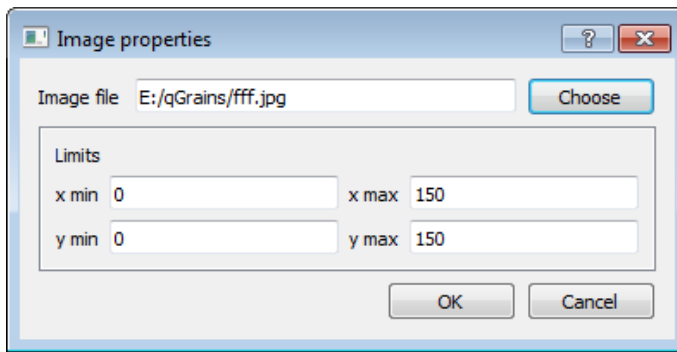 Image properties
?
Image file E:/qGrains/fff.jpg Choose
Limits
x min 0 x max 150
y min 0 y max 150
OK Cancel